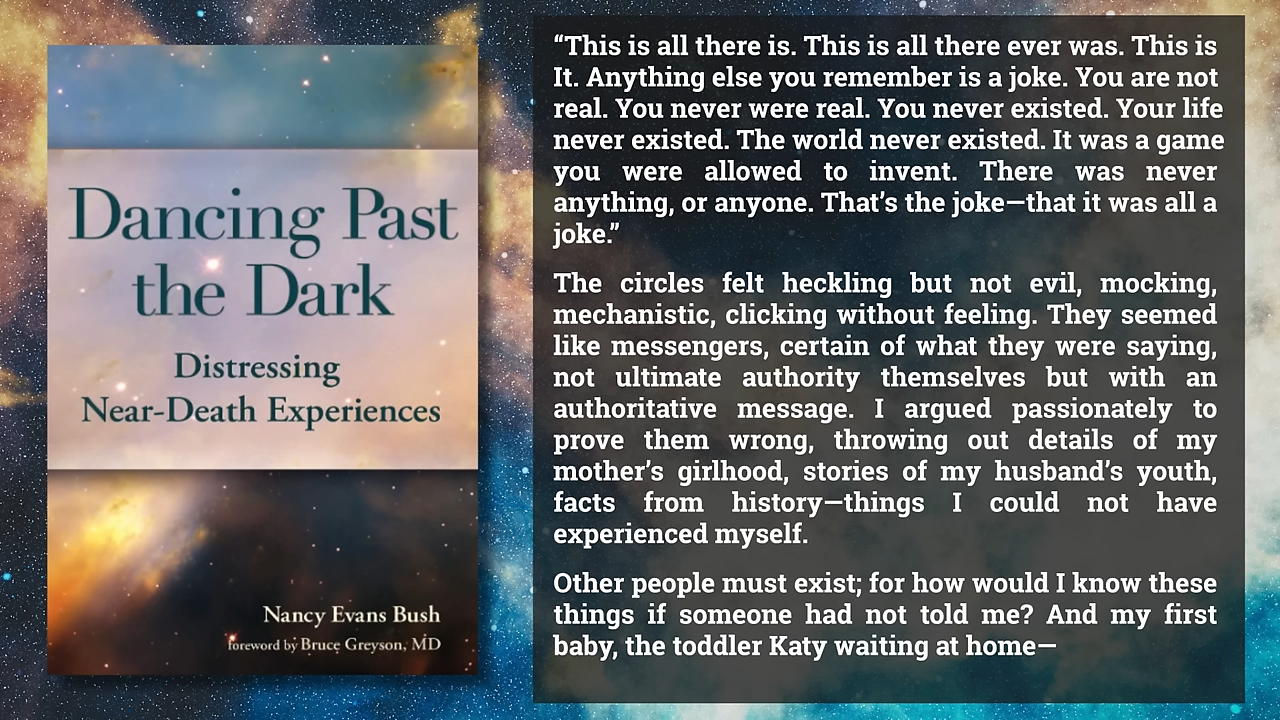 Dancing Past
the Dark
Distressing
Near-Death Experiences
Nancy Evans Bush
foreword by Bruce Greyson, MD
“This is all there is. This is all there ever was. This is
It. Anything else you remember is a joke. You are not
real. You never were real. You never existed. Your life
never existed. The world never existed. It was a game
you were allowed to invent. There was never
anything, or anyone. That’s the joke—that it was all a
joke.”
The circles felt heckling but not evil, mocking,
mechanistic, clicking without feeling. They seemed
like messengers, certain of what they were saying,
not ultimate authority themselves but with an
authoritative message. I argued passionately to
prove them wrong, throwing out details of my
mother’s girlhood, stories of my husband’s youth,
facts from history—things I could not have
experienced myself.
Other people must exist; for how would I know these
things if someone had not told me? And my first
baby, the toddler Katy waiting at home—